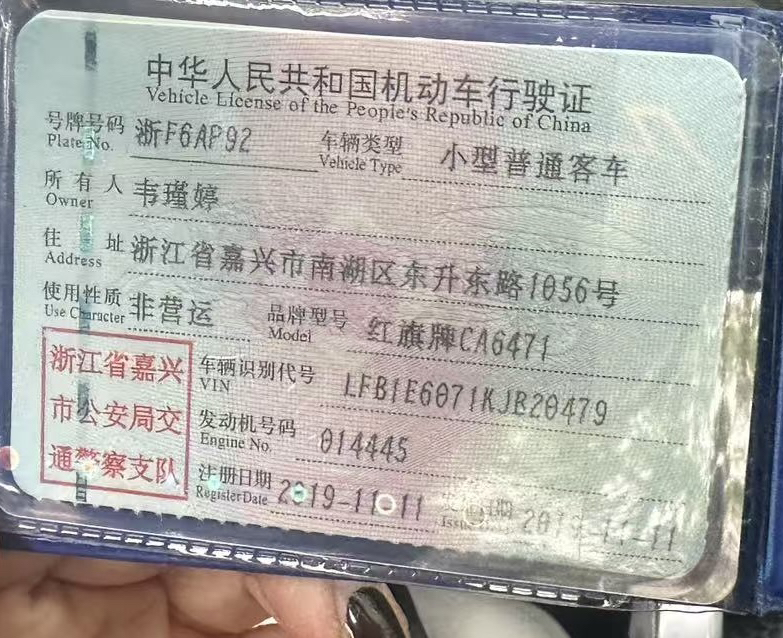 中华人民共和国机动车行驶证
Vehicle License of the People's Republic of China
号牌号码 浙F6AP92 车辆类型 小型普通客车
Plate No. Vehicle Type
所有人 韦瑾婷
Owner
住址 浙江省嘉兴市南湖区东升东路1056号
Address
使用性质 非营运 品牌型号 红旗牌CA6471
Use Character Model
浙江省嘉兴
市公安局交
通警察支队
车辆识别代号 LFB1E6071KJB20479
VIN
发动机号码 014445
Engine No.
注册日期 2019-11-11 2019-11-11
Register Date